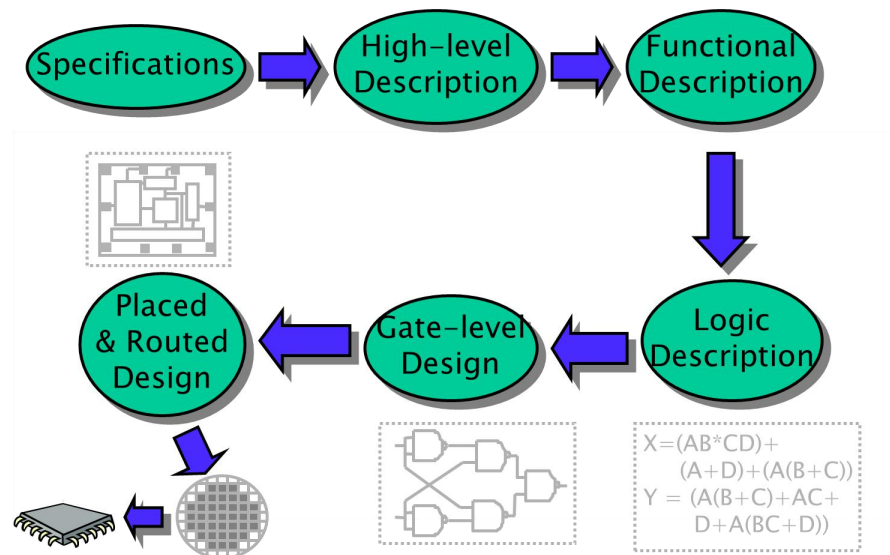 Specifications
High-level
Description
Functional
Description
Placed
& Routed
Design
Gate-level
Design
Logic
Description
X=(AB*CD)+
(A+D)+(A(B+C))
Y = (A(B+C)+AC+
D+A(BC+D))